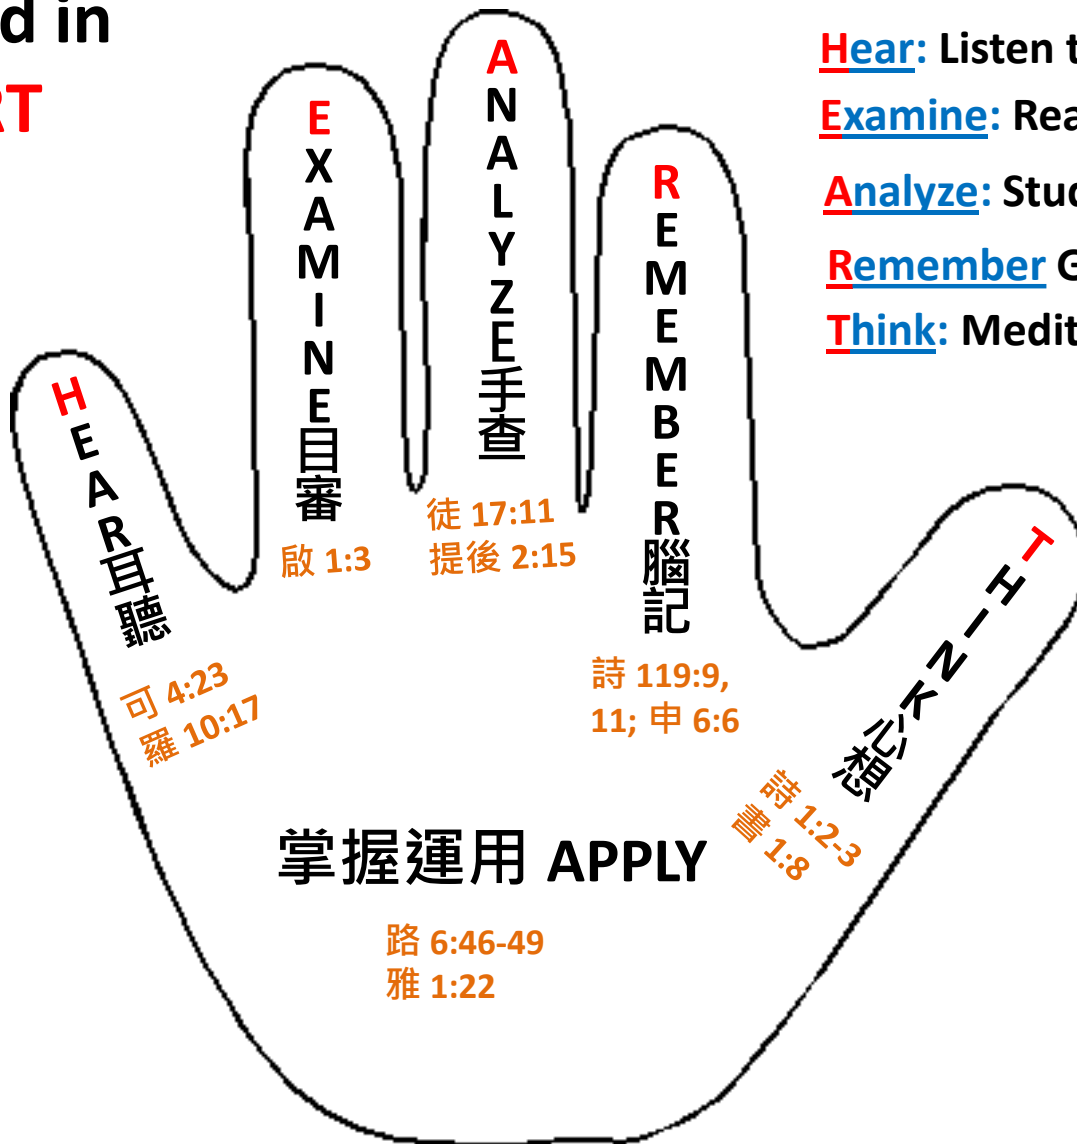 d in
RT
Hear: Listen t
Examine: Rea
Analyze: Stud
Remember G
Think: Medit
HEAR耳聽
可 4:23
羅 10:17
EXAMINE目審
啟 1:3
ANALYZE手查
徒 17:11
提後 2:15
REMEMBER腦記
詩 119:9,
11; 申 6:6
THINK心想
詩 1:2-3
書 1:8
掌握運用 APPLY
路 6:46-49
雅 1:22